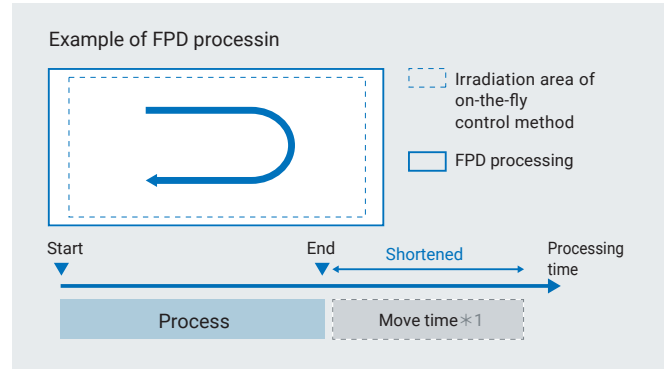 Example of FPD processin
Irradiation area of
on-the-fly
control method
FPD processing
Start
End
Shortened
Processing
time
Process
Move time＊1